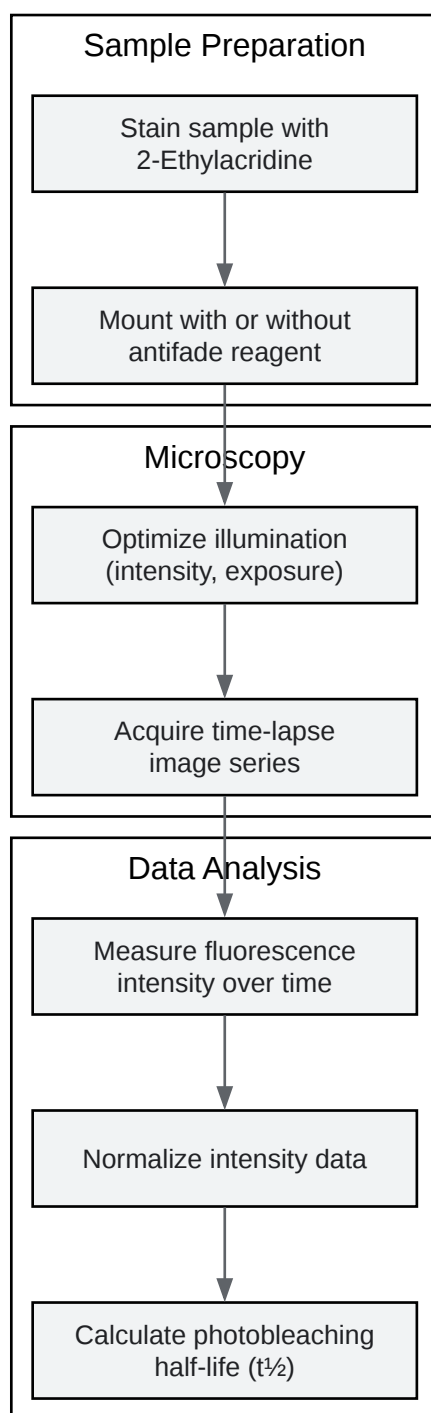 Sample Preparation
Stain sample with
2-Ethylacridine
Mount with or without
antifade reagent
Microscopy
Optimize illumination
(intensity, exposure)
Acquire time-lapse
image series
Data Analysis
Measure fluorescence
intensity over time
Normalize intensity data
Calculate photobleaching
half-life (t½)